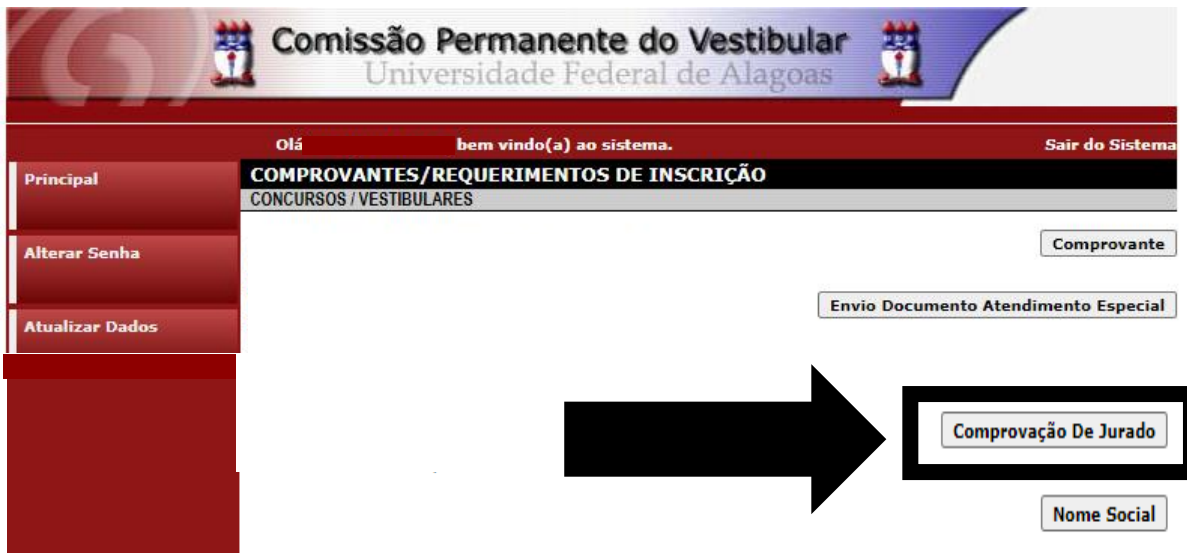 Comissão Permanente do Vestibular
Universidade Federal de Alagoas
Olá bem vindo(a) ao sistema. Sair do Sistema
Principal
COMPROVANTES/REQUERIMENTOS DE INSCRIÇÃO
CONCURSOS / VESTIBULARES
Comprovante
Alterar Senha
Envio Documento Atendimento Especial
Atualizar Dados
Comprovação De Jurado
Nome Social